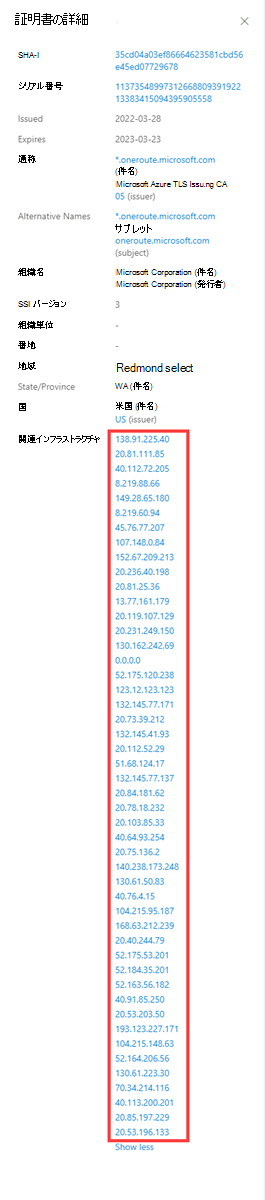 証明書の詳細
SHA-I 35cd04a03ef86664623581cbd56
e45ed07729678
シリアル番号 11373548997312668809391922
13383415094395905558
Issued 2022-03-28
Expires 2023-03-23
通称 *.oneroute.microsoft.com
(件名)
Microsoft Azure TLS Issu.ng CA
05 (issuer)
Alternative Names *.oneroute.microsoft.com
サブレット
oneroute.microsoft.com
(subject)
組織名 Microsoft Corporation (件名)
Microsoft Corporation (発行者)
SSI バージョン 3
組織単位 -
番地 -
地域 Redmond select
State/Province WA (件名)
国 米国 (件名)
US (issuer)
関連インフラストラクチャ 138.91.225.40
20.81.111.85
40.112.72.205
8.219.88.66
149.28.65.180
8.219.60.94
45.76.77.207
107.148.0.84
152.67.209.213
20.236.40.198
20.81.25.36
13.77.161.179
20.119.107.129
20.231.249.150
130.162.242.69
0.0.0.0
52.175.120.238
123.12.123.123
132.145.77.171
20.73.39.212
132.145.41.93
20.112.52.29
51.68.124.17
132.145.77.137
20.84.181.62
20.78.18.232
20.103.85.33
40.64.93.254
20.75.136.2
140.238.173.248
130.61.50.83
40.76.4.15
104.215.95.187
168.63.212.239
20.40.244.79
52.175.53.201
52.184.35.201
52.163.56.182
40.91.85.250
20.53.203.50
193.123.227.171
104.215.148.63
52.164.206.56
130.61.223.30
70.34.214.116
40.113.200.201
20.85.197.229
20.53.196.133
Show less